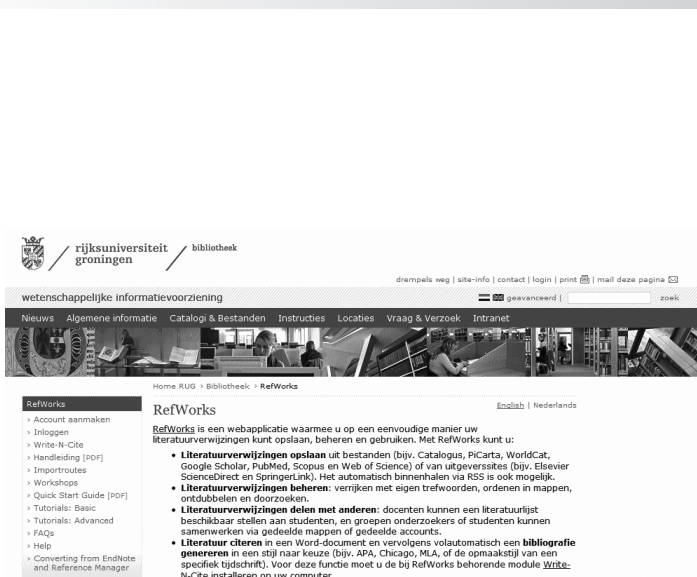 rijksuniversiteit
groningen
bibliotheek
drempels weg | site-info | contact | login | print | mail deze pagina
wetenschappelijke informatievoorziening
geavanceerd |
zoek
Nieuws Algemene informatie Catalogi & Bestanden Instructies Locaties Vraag & Verzoek Intranet
Home RUG > Bibliotheek > RefWorks
RefWorks
> Account aanmaken
> Inloggen
> Write-N-Cite
> Handleiding [PDF]
> Importroutes
> Workshops
> Quick Start Guide [PDF]
> Tutorials: Basic
> Tutorials: Advanced
> FAQs
> Help
> Converting from EndNote
and Reference Manager
English | Nederlands
RefWorks
RefWorks is een webapplicatie waarmee u op een eenvoudige manier uw
literatuurverwijzingen kunt opslaan, beheren en gebruiken. Met RefWorks kunt u:
• Literatuurverwijzingen opslaan uit bestanden (bijv. Catalogus, PiCarta, WorldCat,
Google Scholar, PubMed, Scopus en Web of Science) of van uitgeverssites (bijv. Elsevier
ScienceDirect en SpringerLink). Het automatisch binnenhalen via RSS is ook mogelijk.
• Literatuurverwijzingen beheren: verrijken met eigen trefwoorden, ordenen in mappen,
ontdubbelen en doorzoeken.
• Literatuurverwijzingen delen met anderen: docenten kunnen een literatuurlijst
beschikbaar stellen aan studenten, en groepen onderzoekers of studenten kunnen
samenwerken via gedeelde mappen of gedeelde accounts.
• Literatuur citeren in een Word-document en vervolgens volautomatisch een bibliografie
genereren in een stijl naar keuze (bijv. APA, Chicago, MLA, of de opmaakstijl van een
specifiek tijdschrift). Voor deze functie moet u de bij RefWorks behorende module Write-
N-Cite installeren op uw computer.